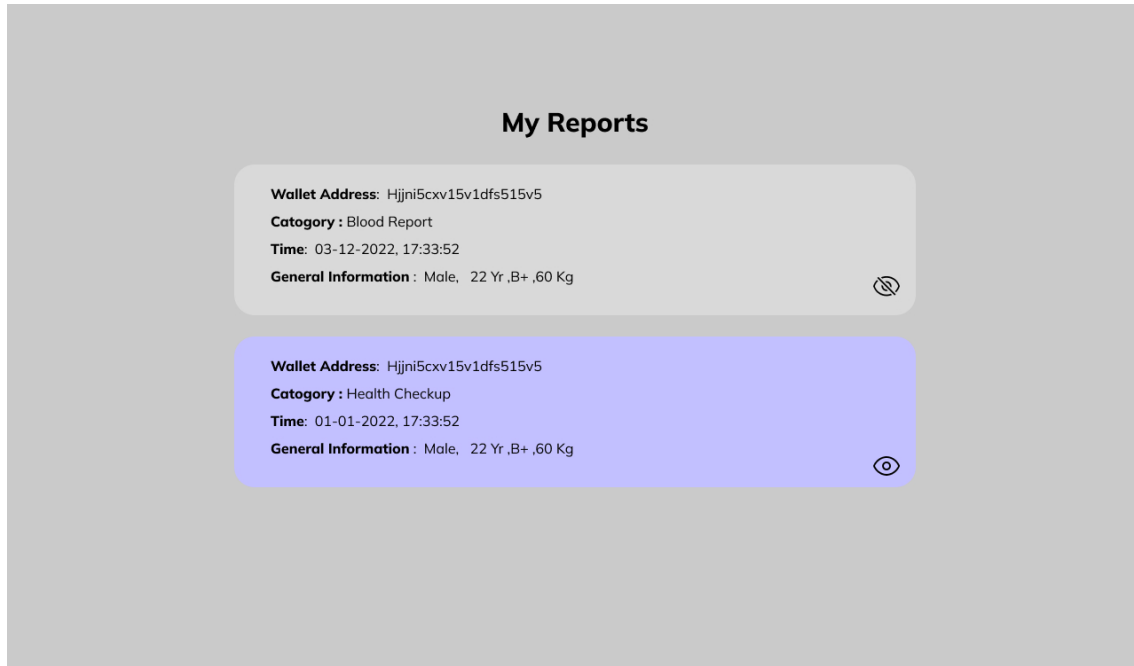 My Reports
Wallet Address: Hjjni5cxv15v1dfs515v5
Catogory : Blood Report
Time: 03-12-2022, 17:33:52
General Information : Male, 22 Yr ,B+ ,60 Kg
Wallet Address: Hjjni5cxv15v1dfs515v5
Catogory : Health Checkup
Time: 01-01-2022, 17:33:52
General Information : Male, 22 Yr ,B+ ,60 Kg